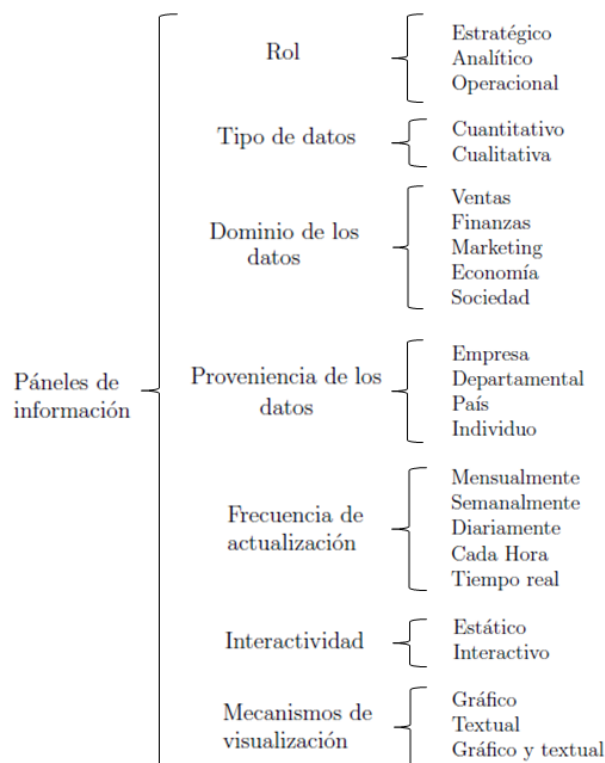 Páneles de
información
Rol
Estratégico
Analítico
Operacional
Tipo de datos
Cuantitativo
Cualitativa
Dominio de los
datos
Ventas
Finanzas
Marketing
Economía
Sociedad
Proveniencia de los
datos
Empresa
Departamental
País
Individuo
Frecuencia de
actualización
Mensualmente
Semanalmente
Diariamente
Cada Hora
Tiempo real
Interactividad
Estático
Interactivo
Mecanismos de
visualización
Gráfico
Textual
Gráfico y textual